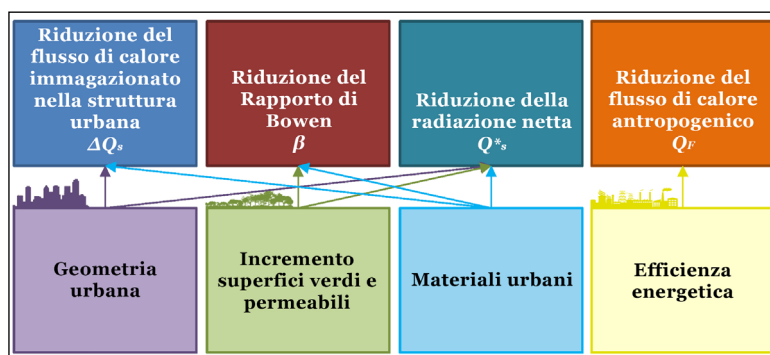 Riduzione del
flusso di calore
immagazionato
nella struttura
urbana
ΔQs
Riduzione del
Rapporto di
Bowen
β
Riduzione della
radiazione netta
Q*s
Riduzione del
flusso di calore
antropogenico
QF
Geometria
urbana
Incremento
superfici verdi e
permeabili
Materiali urbani
Efficienza
energetica